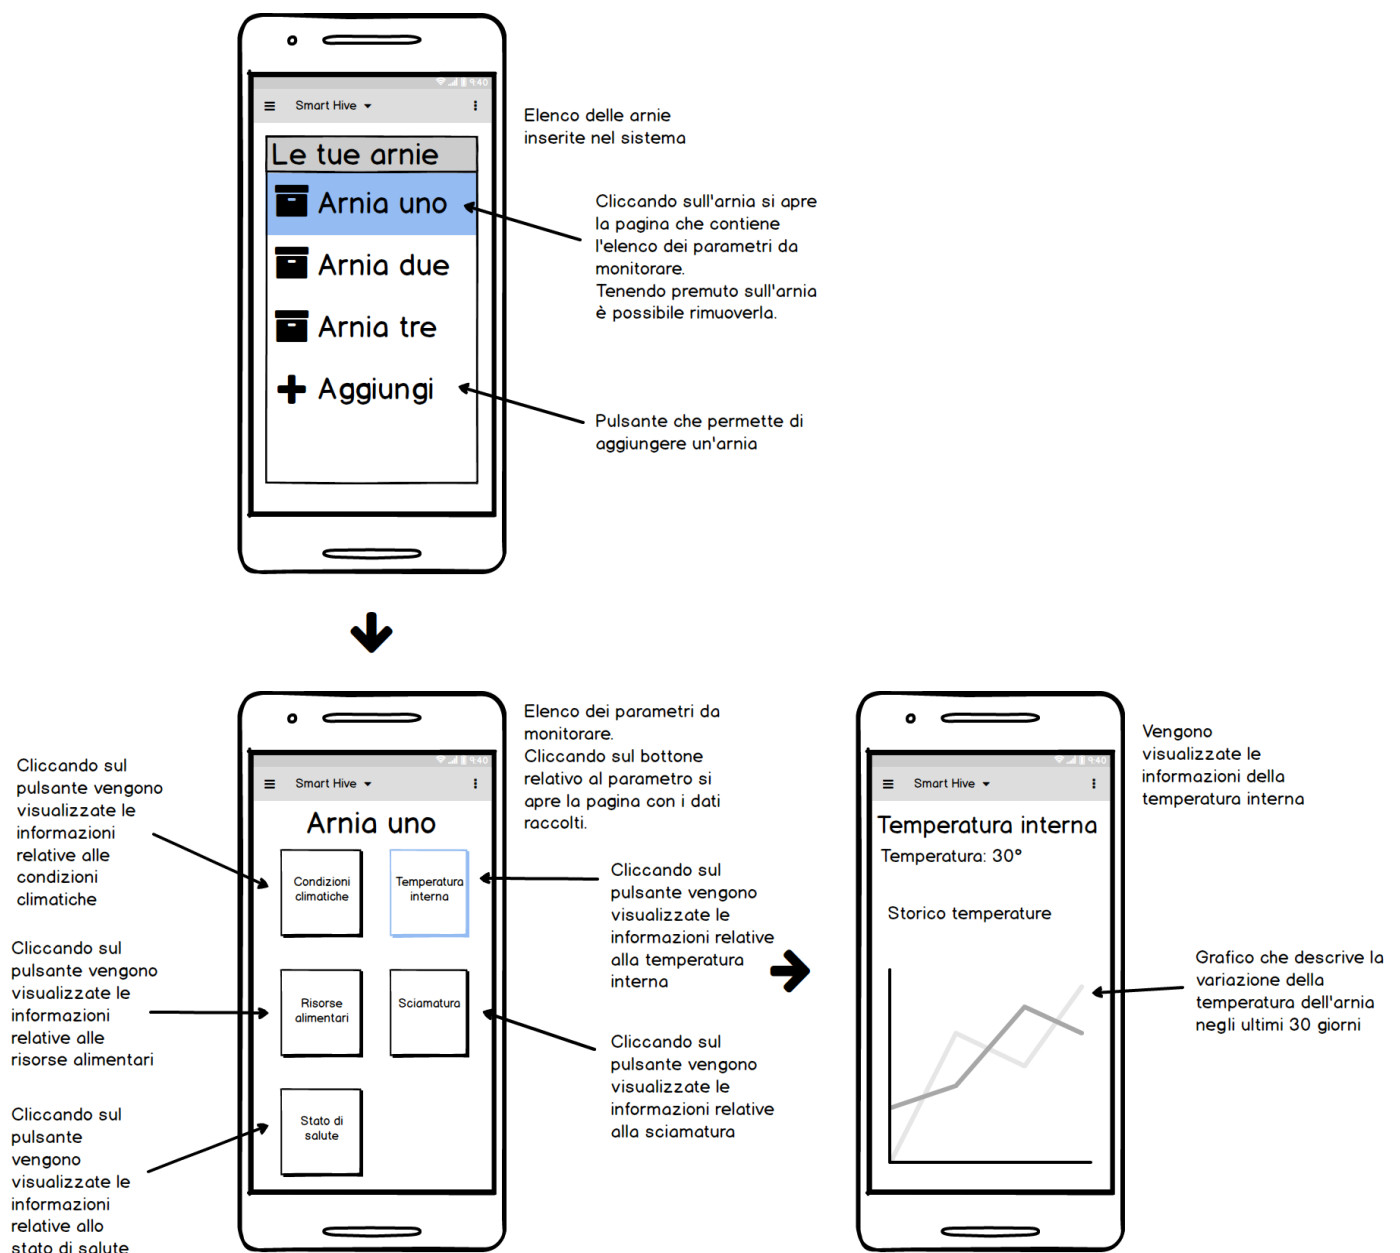 9:40
Smart Hive
Le tue arnie
Arnia uno
Arnia due
Arnia tre
Aggiungi
Elenco delle arnie
inserite nel sistema
Cliccando sull'arnia si apre
la pagina che contiene
l'elenco dei parametri da
monitorare.
Tenendo premuto sull'arnia
è possibile rimuoverla.
Pulsante che permette di
aggiungere un'arnia
Cliccando sul
pulsante vengono
visualizzate le
informazioni
relative alle
condizioni
climatiche
Cliccando sul
pulsante vengono
visualizzate le
informazioni
relative alle
risorse alimentari
Cliccando sul
pulsante
vengono
visualizzate le
informazioni
relative allo
stato di salute
9:40
Smart Hive
Arnia uno
Condizioni
climatiche
Temperatura
interna
Risorse
alimentari
Sciamatura
Stato di
salute
Elenco dei parametri da
monitorare.
Cliccando sul bottone
relativo al parametro si
apre la pagina con i dati
raccolti.
Cliccando sul
pulsante vengono
visualizzate le
informazioni relative
alla temperatura
interna
Cliccando sul
pulsante vengono
visualizzate le
informazioni relative
alla sciamatura
9:40
Smart Hive
Temperatura interna
Temperatura: 30°
Storico temperature
Vengono
visualizzate le
informazioni della
temperatura interna
Grafico che descrive la
variazione della
temperatura dell'arnia
negli ultimi 30 giorni